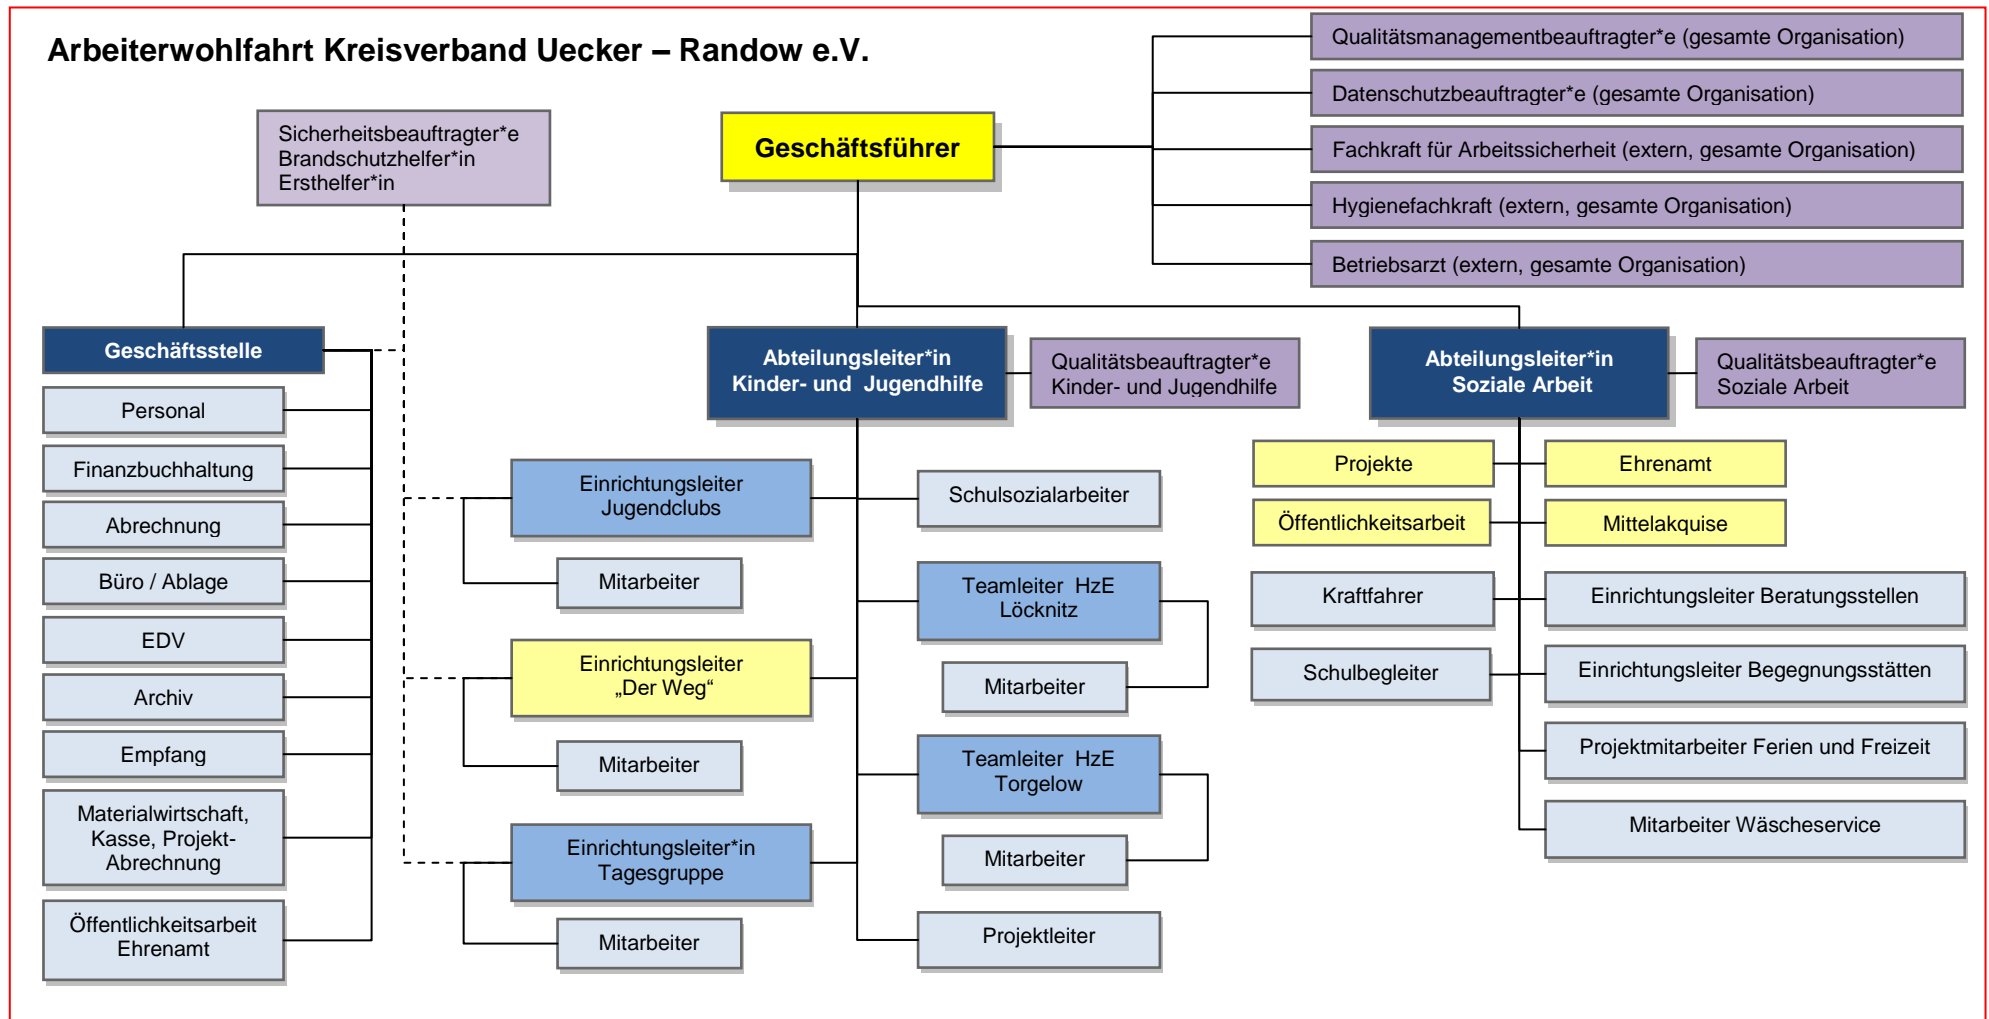 Arbeiterwohlfahrt Kreisverband Uecker – Randow e.V.
Qualitätsmanagementbeauftragter*e (gesamte Organisation)
Datenschutzbeauftragter*e (gesamte Organisation)
Fachkraft für Arbeitssicherheit (extern, gesamte Organisation)
Hygienefachkraft (extern, gesamte Organisation)
Betriebsarzt (extern, gesamte Organisation)
Sicherheitsbeauftragter*e
Brandschutzhelfer*in
Ersthelfer*in
Geschäftsführer
Geschäftsstelle
Personal
Finanzbuchhaltung
Abrechnung
Büro / Ablage
EDV
Archiv
Empfang
Materialwirtschaft,
Kasse, Projekt-
Abrechnung
Öffentlichkeitsarbeit
Ehrenamt
Abteilungsleiter*in
Kinder- und Jugendhilfe
Qualitätsbeauftragter*e
Kinder- und Jugendhilfe
Einrichtungsleiter
Jugendclubs
Mitarbeiter
Einrichtungsleiter
„Der Weg“
Mitarbeiter
Einrichtungsleiter*in
Tagesgruppe
Mitarbeiter
Schulsozialarbeiter
Teamleiter HzE
Löcknitz
Mitarbeiter
Teamleiter HzE
Torgelow
Mitarbeiter
Projektleiter
Abteilungsleiter*in
Soziale Arbeit
Qualitätsbeauftragter*e
Soziale Arbeit
Projekte
Ehrenamt
Öffentlichkeitsarbeit
Mittelakquise
Kraftfahrer
Einrichtungsleiter Beratungsstellen
Schulbegleiter
Einrichtungsleiter Begegnungsstätten
Projektmitarbeiter Ferien und Freizeit
Mitarbeiter Wäscheservice